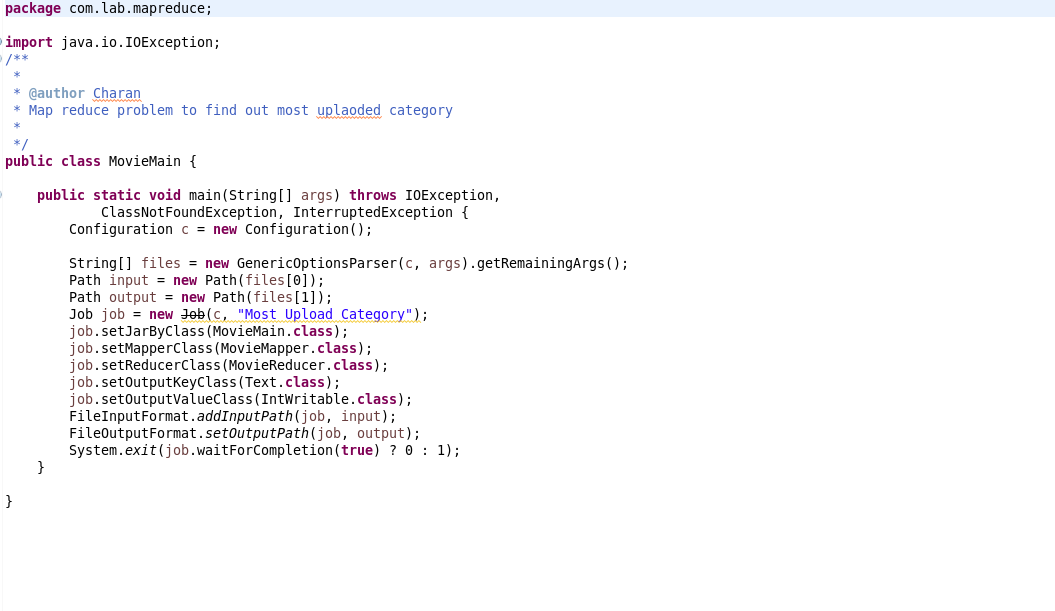 package com.lab.mapreduce;
import java.io.IOException;
/**
 *
 * @author Charan
 * Map reduce problem to find out most uplaoded category
 *
 */
public class MovieMain {
    public static void main(String[] args) throws IOException,
            ClassNotFoundException, InterruptedException {
        Configuration c = new Configuration();
        String[] files = new GenericOptionsParser(c, args).getRemainingArgs();
        Path input = new Path(files[0]);
        Path output = new Path(files[1]);
        Job job = new Job(c, "Most Upload Category");
        job.setJarByClass(MovieMain.class);
        job.setMapperClass(MovieMapper.class);
        job.setReducerClass(MovieReducer.class);
        job.setOutputKeyClass(Text.class);
        job.setOutputValueClass(IntWritable.class);
        FileInputFormat.addInputPath(job, input);
        FileOutputFormat.setOutputPath(job, output);
        System.exit(job.waitForCompletion(true) ? 0 : 1);
    }
}